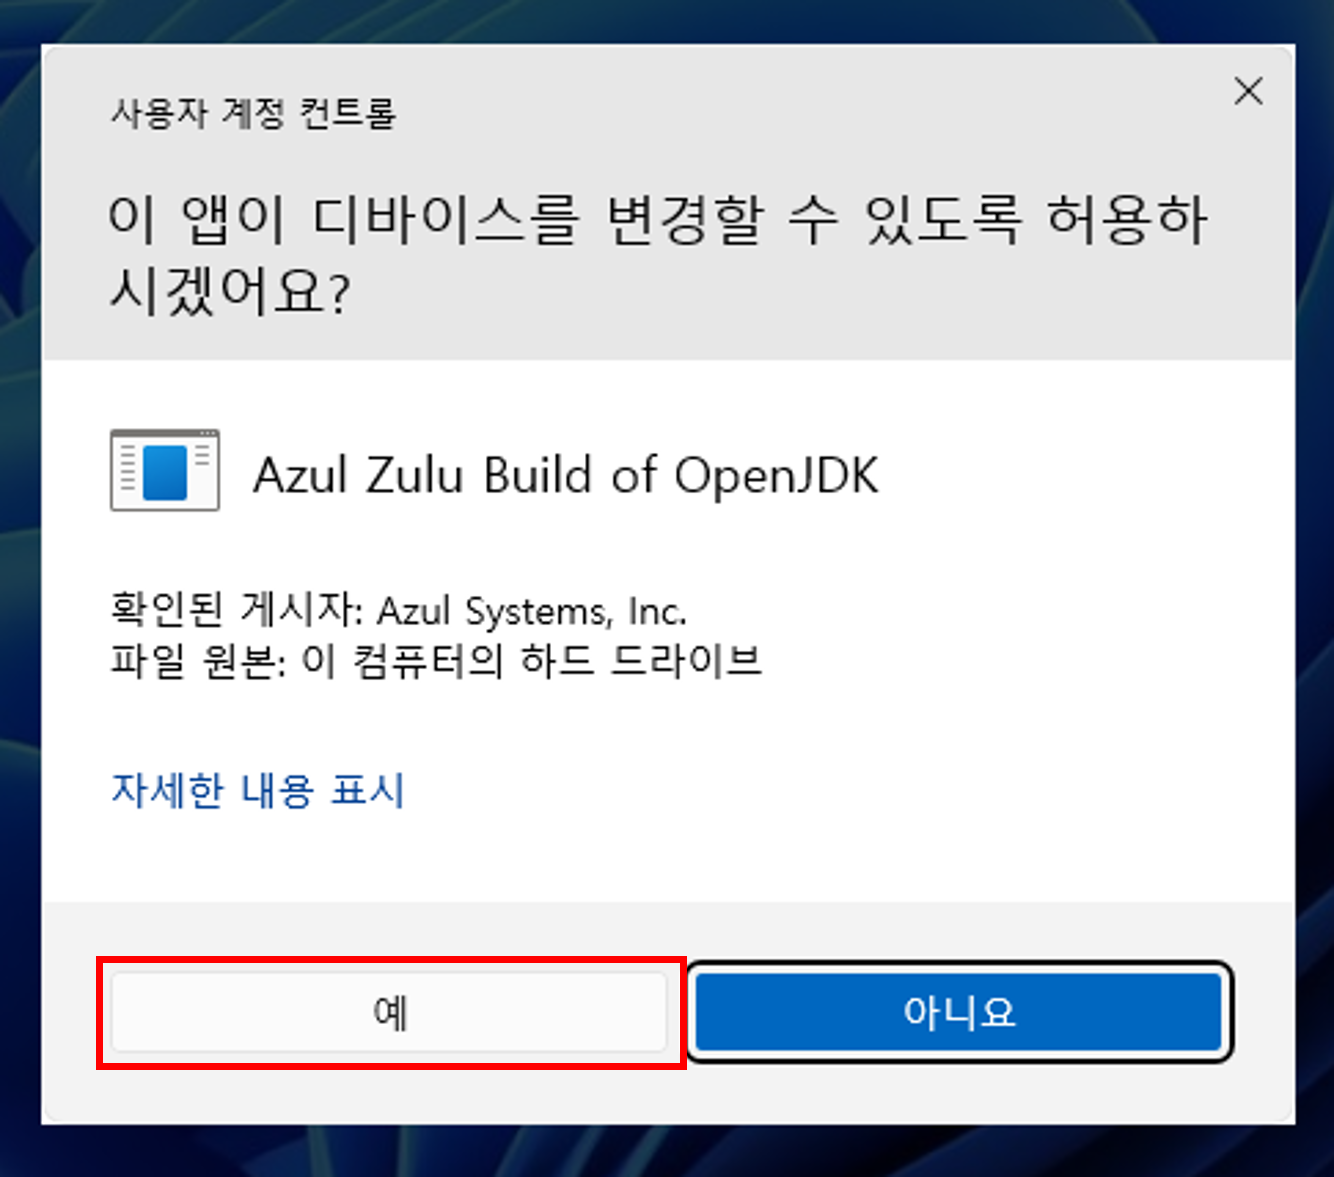 사용자 계정 컨트롤
이 앱이 디바이스를 변경할 수 있도록 허용하
시겠어요?
Azul Zulu Build of OpenJDK
확인된 게시자: Azul Systems, Inc.
파일 원본: 이 컴퓨터의 하드 드라이브
자세한 내용 표시
예
아니요